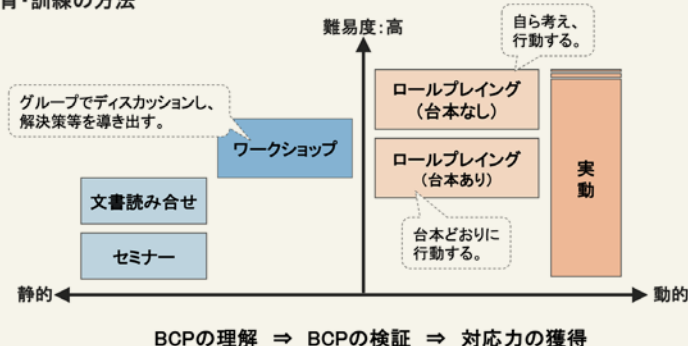 育・訓練の方法
難易度：高
自ら考え、
行動する。
グループでディスカッションし、
解決策等を導き出す。
ロールプレイング
（台本なし）
ワークショップ
ロールプレイング
（台本あり）
実動
文書読み合せ
台本どおりに
行動する。
セミナー
静的
動的
BCPの理解 ⇒ BCPの検証 ⇒ 対応力の獲得